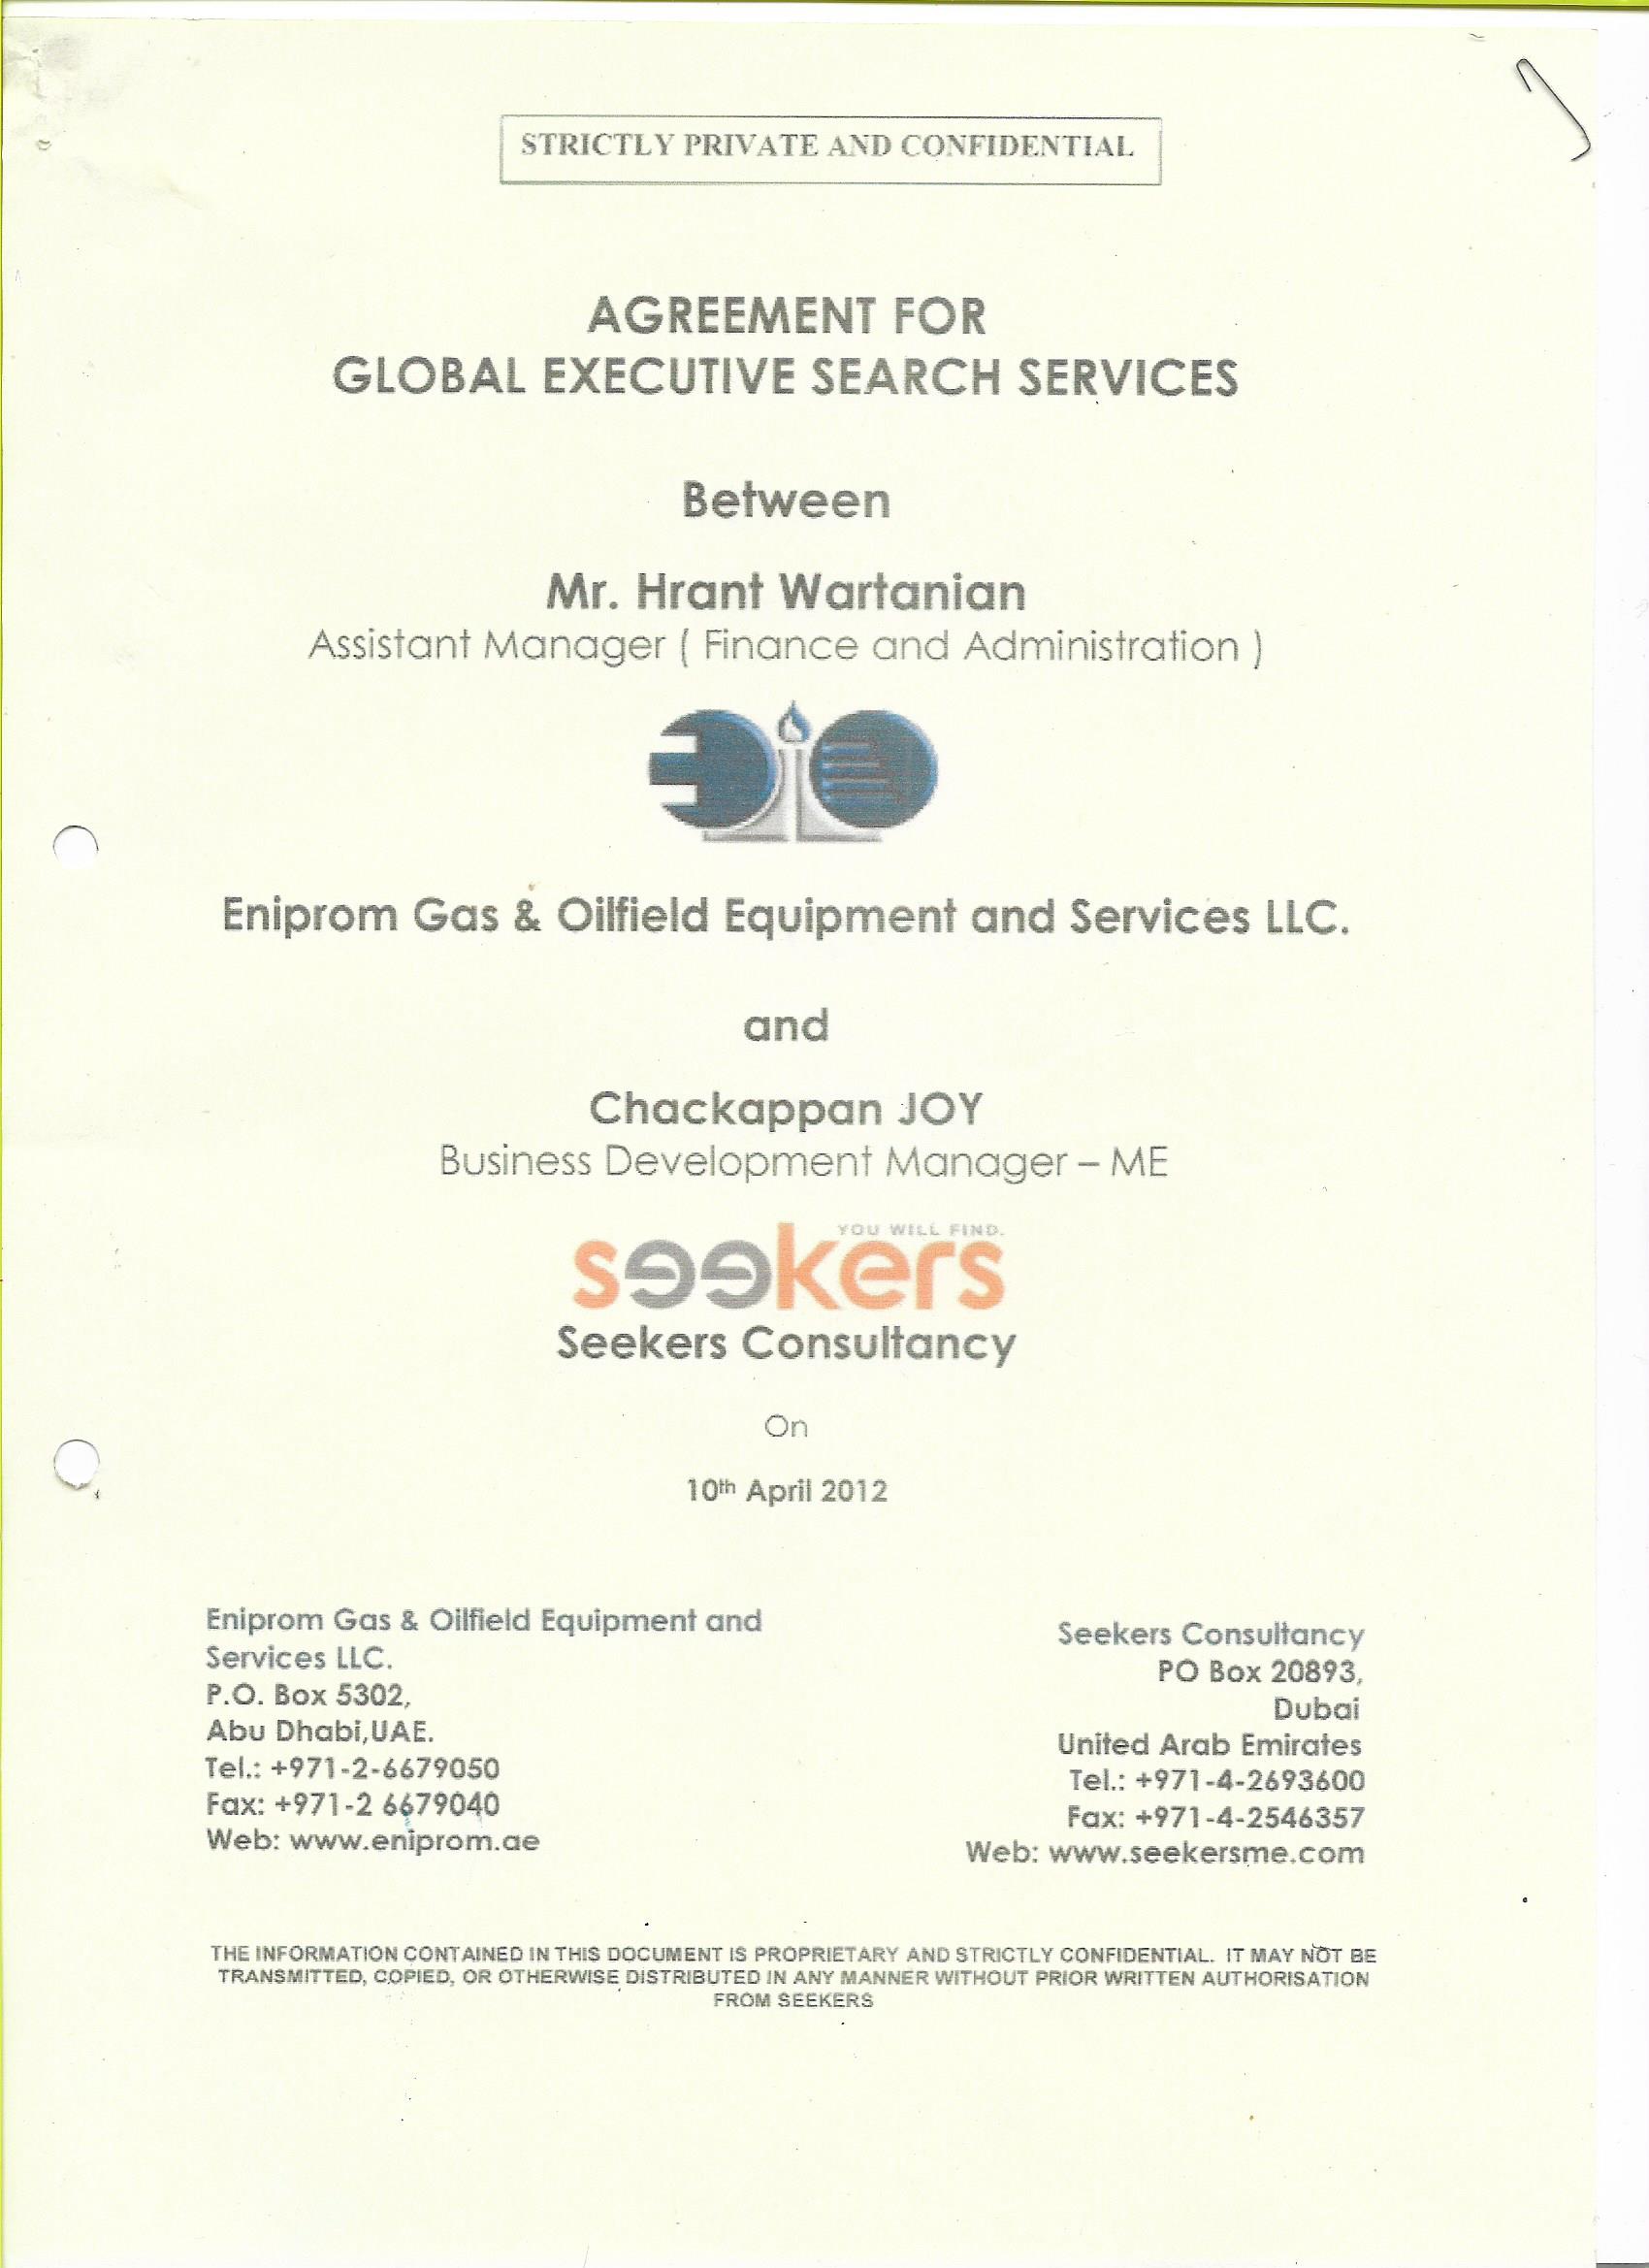 STRICTLY PRIVATE AND CONFIDENTIAL
AGREEMENT FOR
GLOBAL EXECUTIVE SEARCH SERVICES
Between
Mr. Hrant Wartanian
Assistant Manager ( Finance and Administration )
Eniprom Gas & Oilfield Equipment and Services LLC.
and
Chackappan JOY
Business Development Manager – ME
YOU WILL FIND.
seekers
Seekers Consultancy
On
10th April 2012
Eniprom Gas & Oilfield Equipment and
Services LLC.
P.O. Box 5302,
Abu Dhabi,UAE.
Tel.: +971-2-6679050
Fax: +971-2 6679040
Web: www.eniprom.ae
Seekers Consultancy
PO Box 20893,
Dubai
United Arab Emirates
Tel.: +971-4-2693600
Fax: +971-4-2546357
Web: www.seekersme.com
THE INFORMATION CONTAINED IN THIS DOCUMENT IS PROPRIETARY AND STRICTLY CONFIDENTIAL. IT MAY NOT BE
TRANSMITTED, COPIED, OR OTHERWISE DISTRIBUTED IN ANY MANNER WITHOUT PRIOR WRITTEN AUTHORISATION
FROM SEEKERS